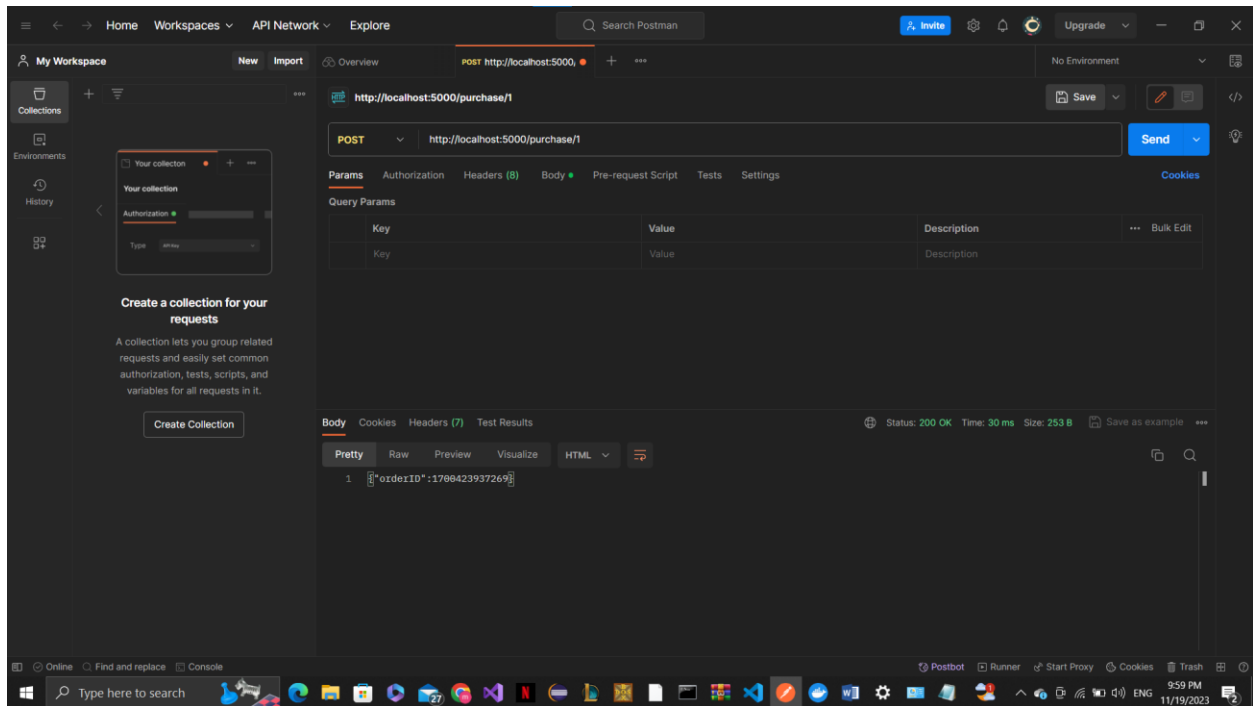 Home Workspaces API Network Explore Search Postman Invite Upgrade
My Workspace New Import Overview POST http://localhost:5000/ No Environment
Collections
Environments
History
Your collecton
Your collection
Authorization
Type API Key
Create a collection for your
requests
A collection lets you group related
requests and easily set common
authorization, tests, scripts, and
variables for all requests in it.
Create Collection
HTTP http://localhost:5000/purchase/1 Save
POST http://localhost:5000/purchase/1 Send
Params Authorization Headers (8) Body Pre-request Script Tests Settings Cookies
Query Params
Key Value Description Bulk Edit
Key Value Description
Body Cookies Headers (7) Test Results Status: 200 OK Time: 30 ms Size: 253 B Save as example
Pretty Raw Preview Visualize HTML
1 {"orderID":1700423937269}
Online Find and replace Console Postbot Runner Start Proxy Cookies Trash
Type here to search 27 ENG 9:59 PM
11/19/2023 2